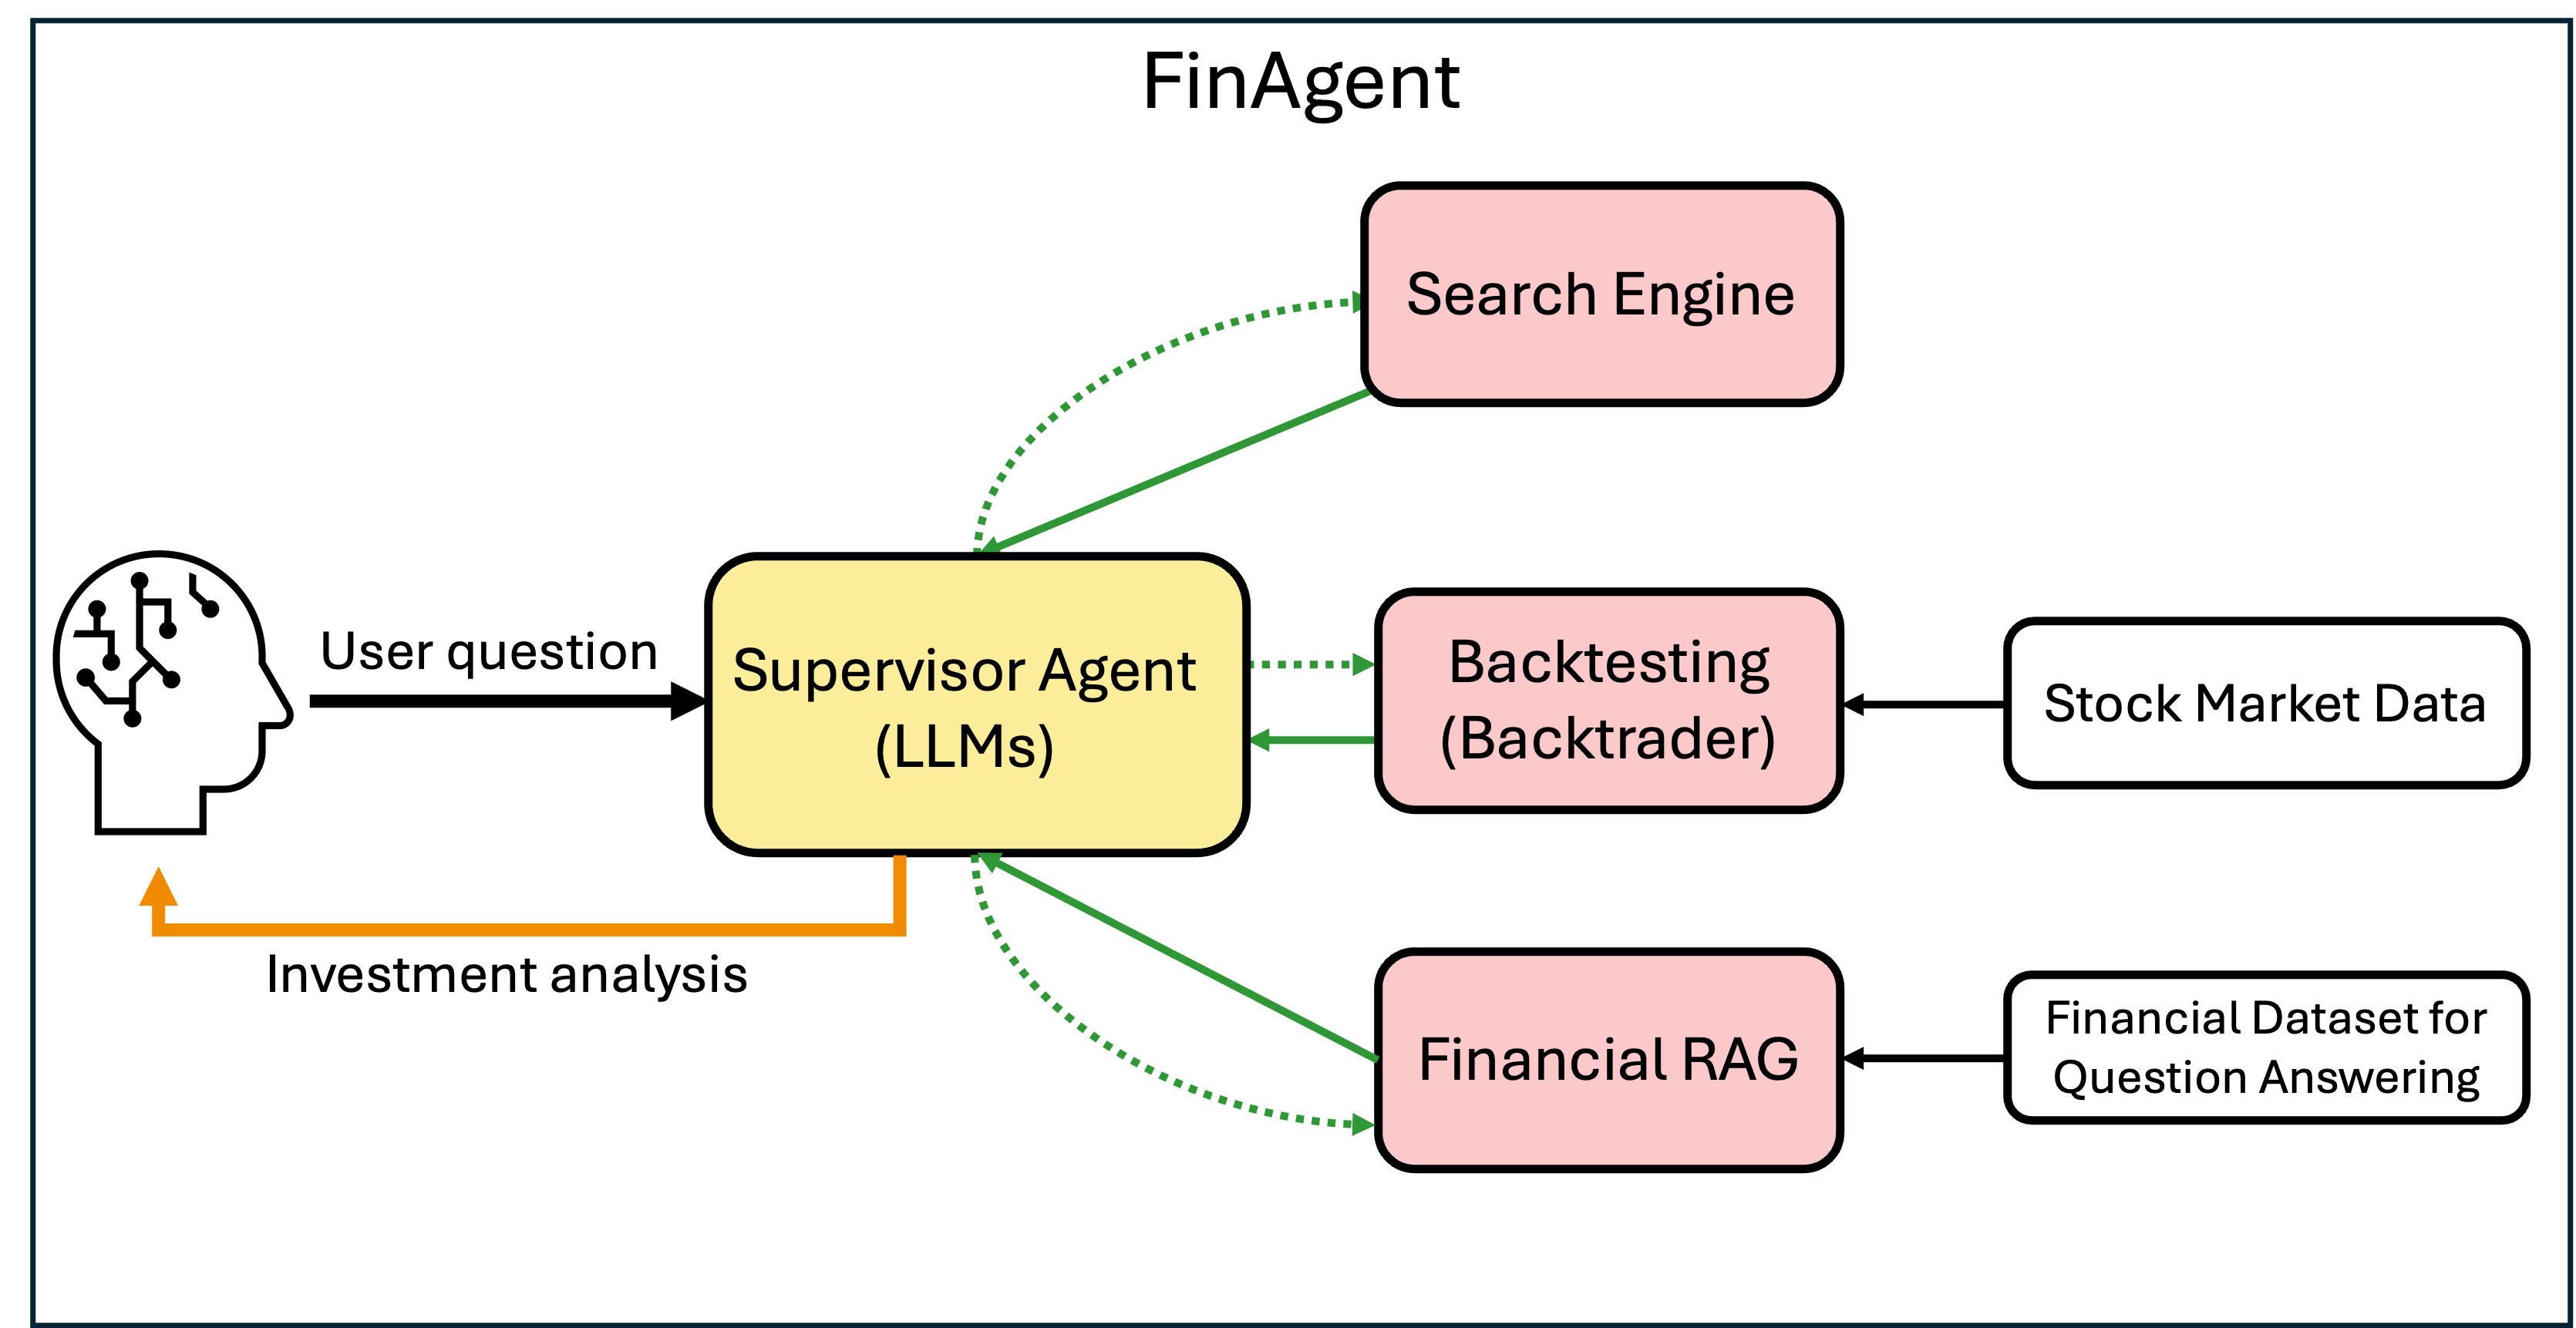 FinAgent
Search Engine
User question
Supervisor Agent
(LLMs)
Backtesting
(Backtrader)
Stock Market Data
Investment analysis
Financial RAG
Financial Dataset for
Question Answering